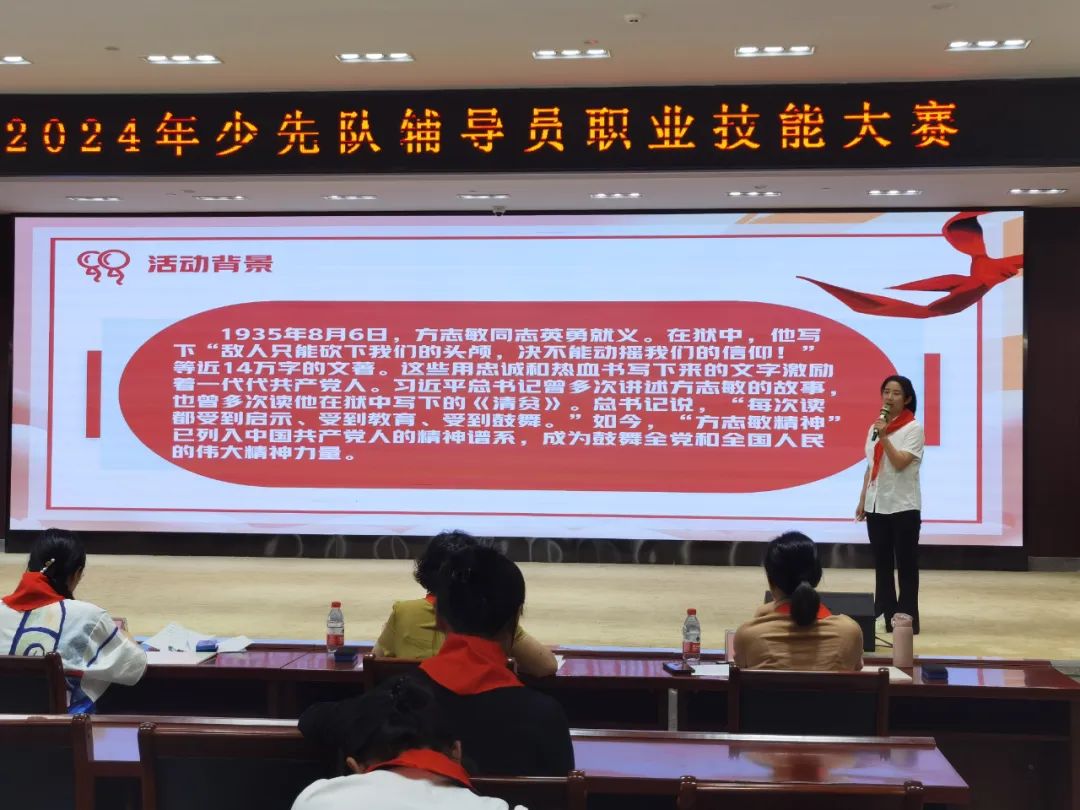 2024年少先队辅导员职业技能大赛
活动背景
1935年8月6日，方志敏同志英勇就义。在狱中，他写
下“敌人只能砍下我们的头颅，决不能动摇我们的信仰！”
等近14万字的文著。这些用忠诚和热血书写下来的文字激励
着一代代共产党人。习近平总书记曾多次讲述方志敏的故事，
也曾多次读他在狱中写下的《清贫》。总书记说，“每次读
都受到启示、受到教育、受到鼓舞。”如今，“方志敏精神”
已列入中国共产党人的精神谱系，成为鼓舞全党和全国人民
的伟大精神力量。